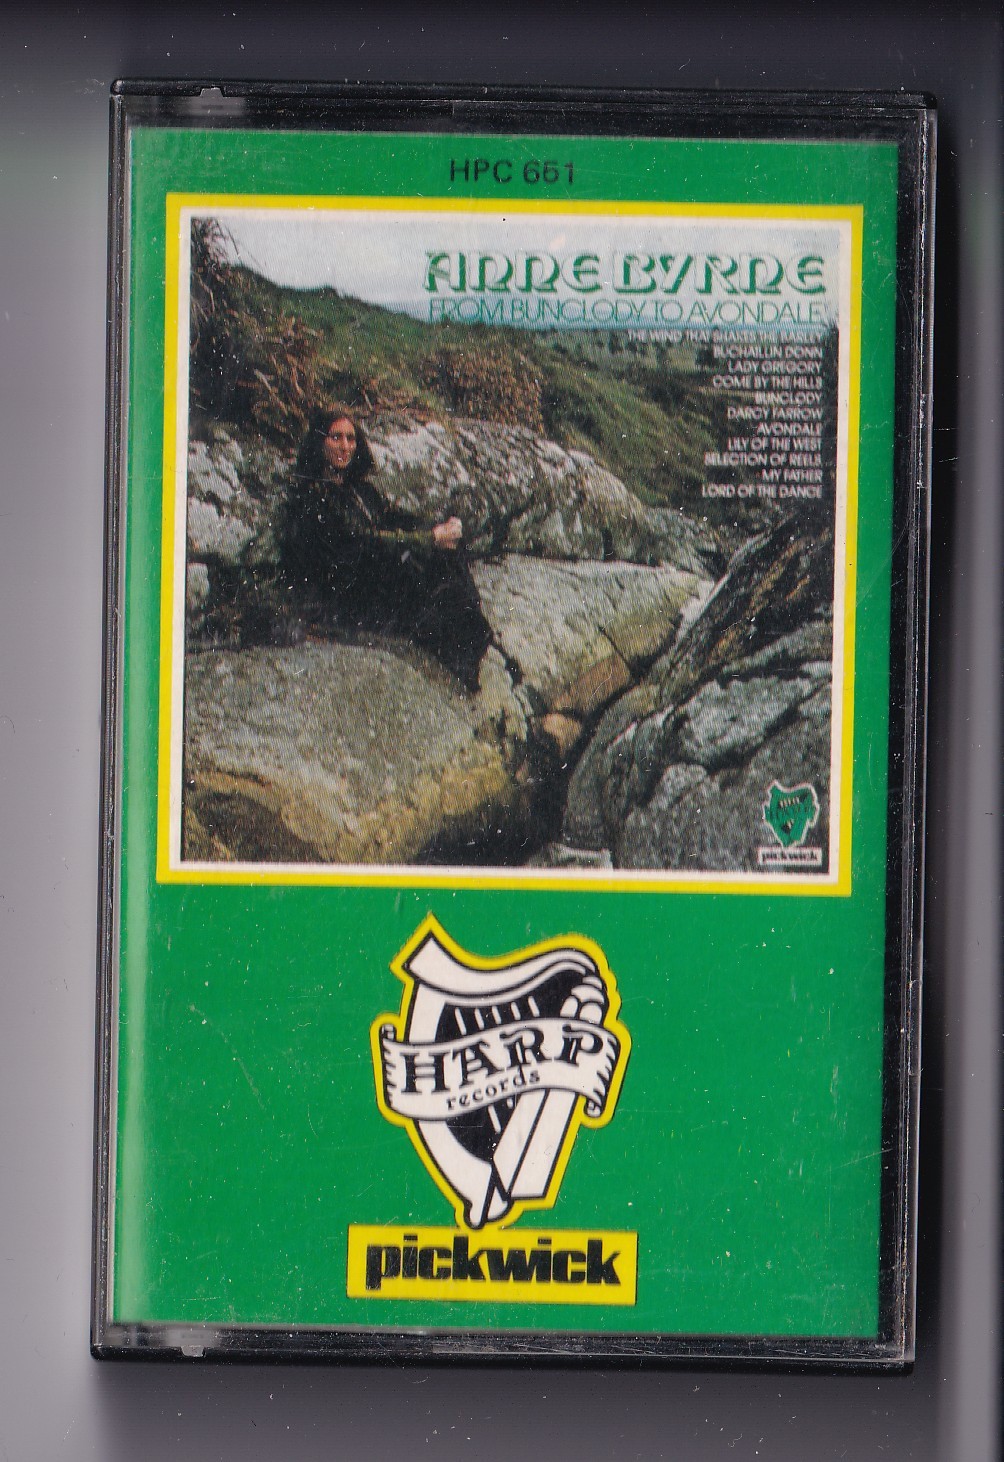 HPC 661
ANNE BYRNE
FROM BUNCLODY TO AVONDALE
THE WIND THAT SHAKES THE BARLEY
BUCHAILLIN DONN
LADY GREGORY
COME BY THE HILLS
BUNCLODY
DARCY FARROW
AVONDALE
LILY OF THE WEST
SELECTION OF REELS
MY FATHER
LORD OF THE DANCE
pickwick
HARP
records
pickwick